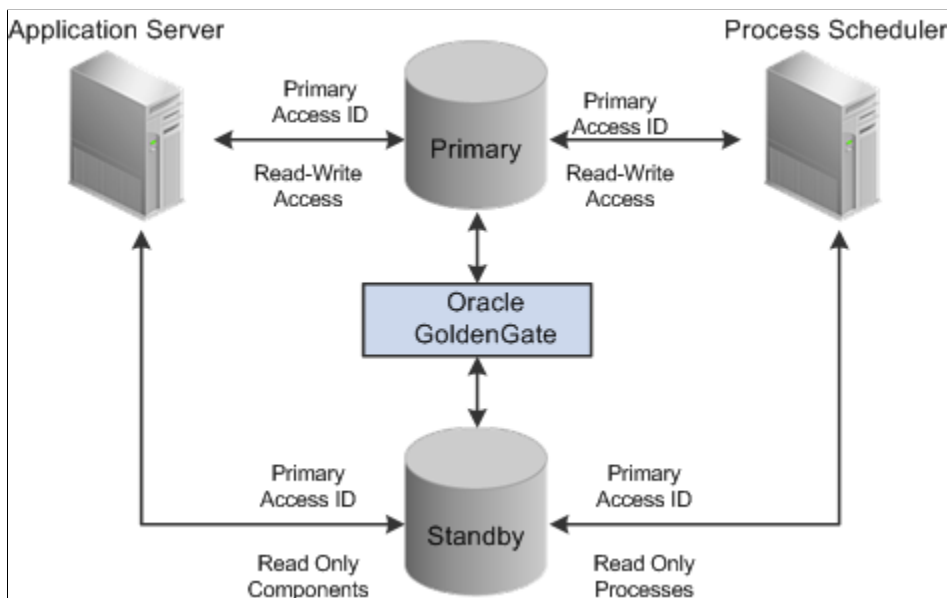 Application Server
Process Scheduler
Primary
Access ID
Read-Write
Access
Primary
Primary
Access ID
Read-Write
Access
Oracle
GoldenGate
Primary
Access ID
Read Only
Components
Standby
Primary
Access ID
Read Only
Processes